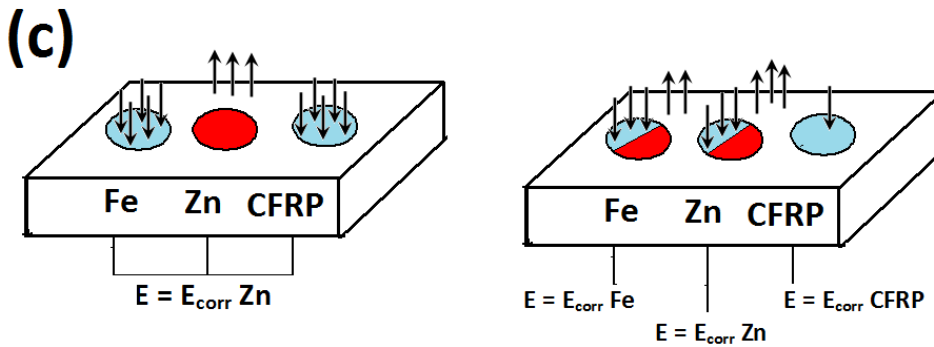 (c)
Fe Zn CFRP
E = Ecorr Zn
Fe Zn CFRP
E = Ecorr Fe
E = Ecorr CFRP
E = Ecorr Zn